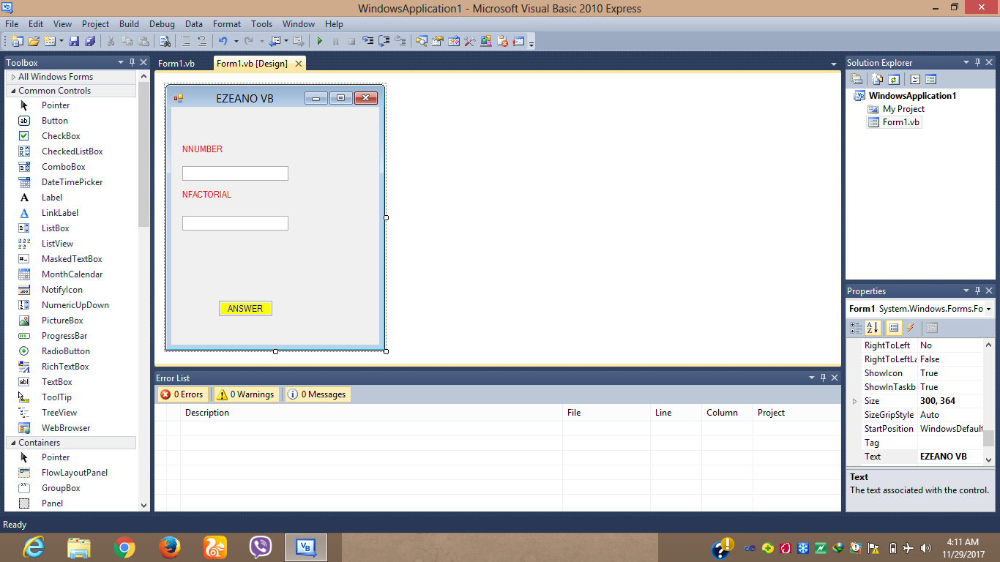 WindowsApplication1 - Microsoft Visual Basic 2010 Express
File Edit View Project Build Debug Data Format Tools Window Help
Toolbox
All Windows Forms
Common Controls
Pointer
Button
CheckBox
CheckedListBox
ComboBox
DateTimePicker
Label
LinkLabel
ListBox
ListView
MaskedTextBox
MonthCalendar
NotifyIcon
NumericUpDown
PictureBox
ProgressBar
RadioButton
RichTextBox
TextBox
ToolTip
TreeView
WebBrowser
Containers
Pointer
FlowLayoutPanel
GroupBox
Panel
Form1.vb Form1.vb [Design]
EZEANO VB
NNUMBER
NFACTORIAL
ANSWER
Error List
0 Errors 0 Warnings 0 Messages
Description File Line Column Project
Solution Explorer
WindowsApplication1
My Project
Form1.vb
Properties
Form1 System.Windows.Forms.Fo
RightToLeft No
RightToLeftLa False
ShowIcon True
ShowInTaskb True
Size 300, 364
SizeGripStyle Auto
StartPosition WindowsDefault
Tag
Text EZEANO VB
Text
The text associated with the control.
Ready
4:11 AM
11/29/2017